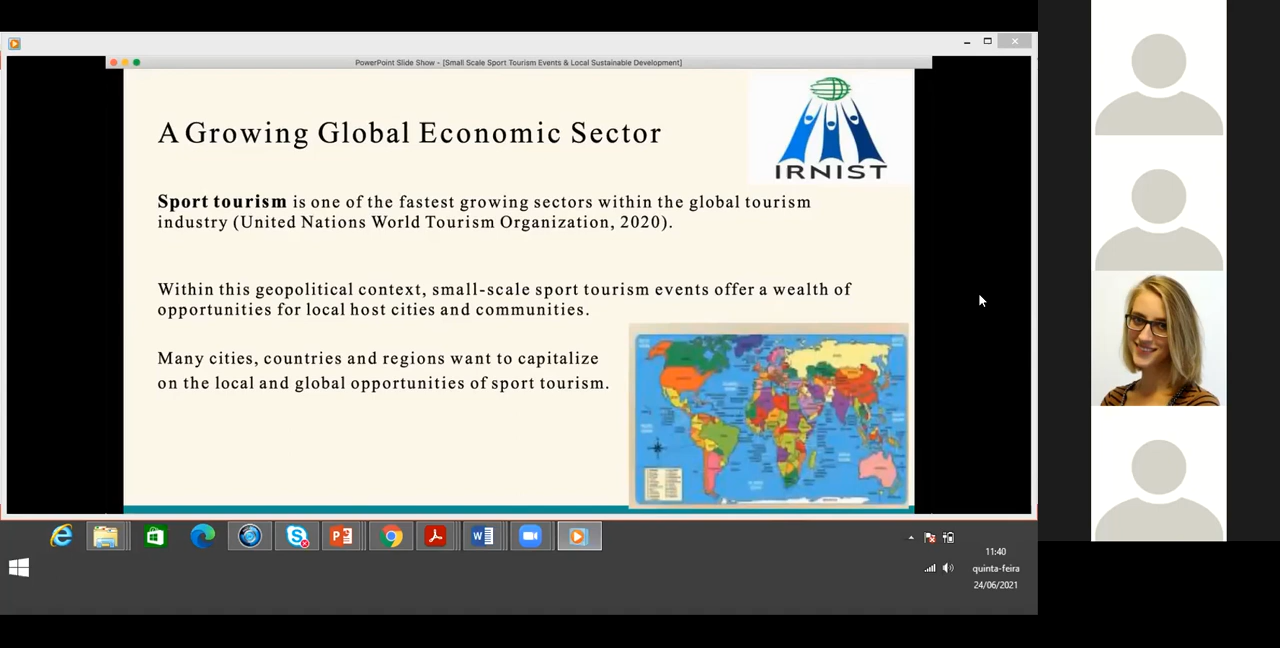 PowerPoint Slide Show - [Small Scale Sport Tourism Events & Local Sustainable Development]
A Growing Global Economic Sector
IRNIST
Sport tourism is one of the fastest growing sectors within the global tourism
industry (United Nations World Tourism Organization, 2020).
Within this geopolitical context, small-scale sport tourism events offer a wealth of
opportunities for local host cities and communities.
Many cities, countries and regions want to capitalize
on the local and global opportunities of sport tourism.
11:40
quinta-feira
24/06/2021